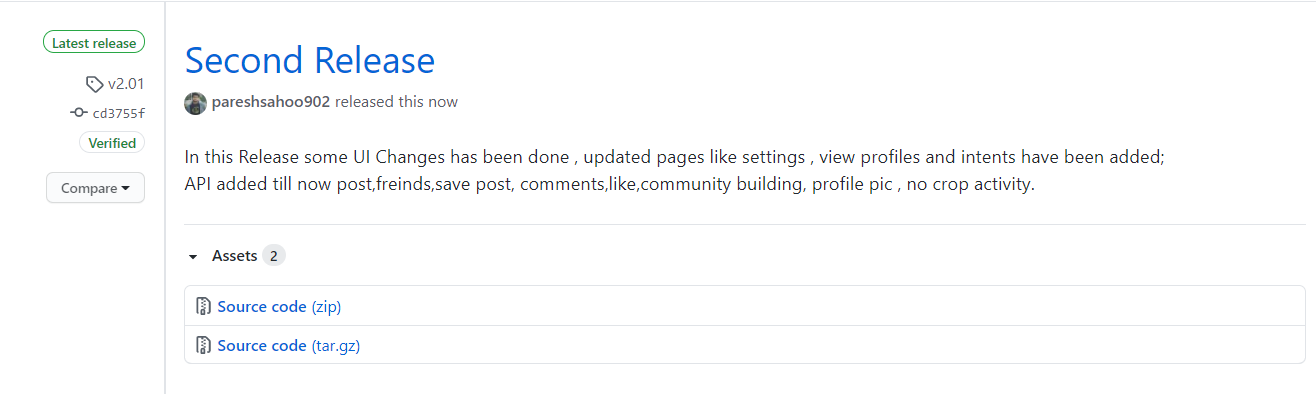 Latest release
v2.01
cd3755f
Verified
Compare
Second Release
pareshsahoo902 released this now
In this Release some UI Changes has been done , updated pages like settings , view profiles and intents have been added;
API added till now post,freinds,save post, comments,like,community building, profile pic , no crop activity.
Assets 2
Source code (zip)
Source code (tar.gz)